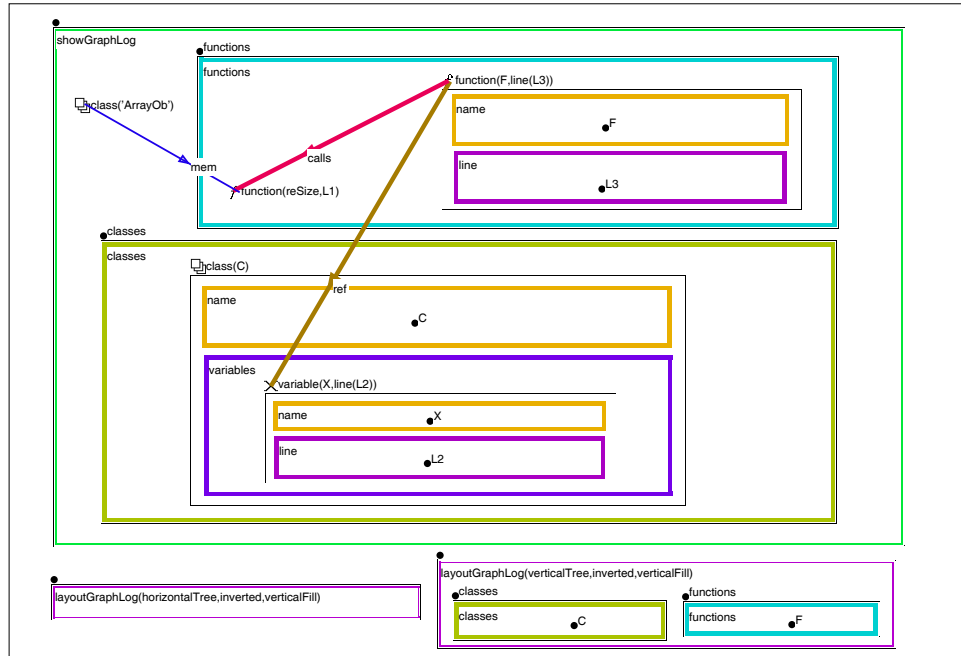 showGraphLog
functions
functions
function(F,line(L3))
class('ArrayOb')
name
F
calls
line
mem
L3
function(reSize,L1)
classes
classes
class(C)
ref
name
C
variables
variable(X,line(L2))
name
X
line
L2
layoutGraphLog(horizontalTree,inverted,verticalFill)
layoutGraphLog(verticalTree,inverted,verticalFill)
classes
functions
classes
C
functions
F